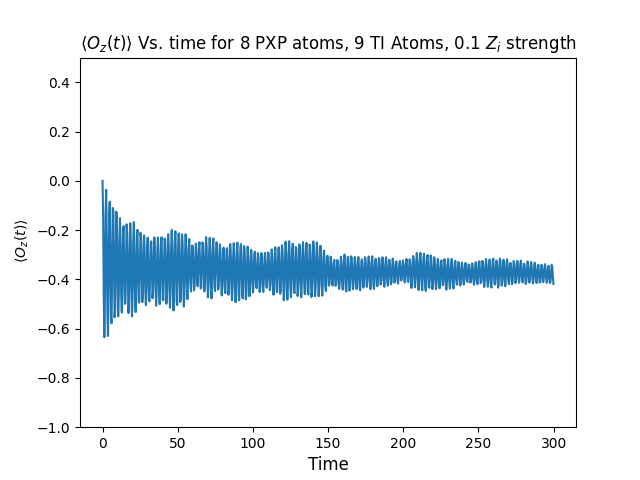 ⟨O_z(t)⟩ Vs. time for 8 PXP atoms, 9 TI Atoms, 0.1 Z_i strength
0.4
0.2
0.0
−0.2
−0.4
−0.6
−0.8
−1.0
⟨O_z(t)⟩
0 50 100 150 200 250 300
Time